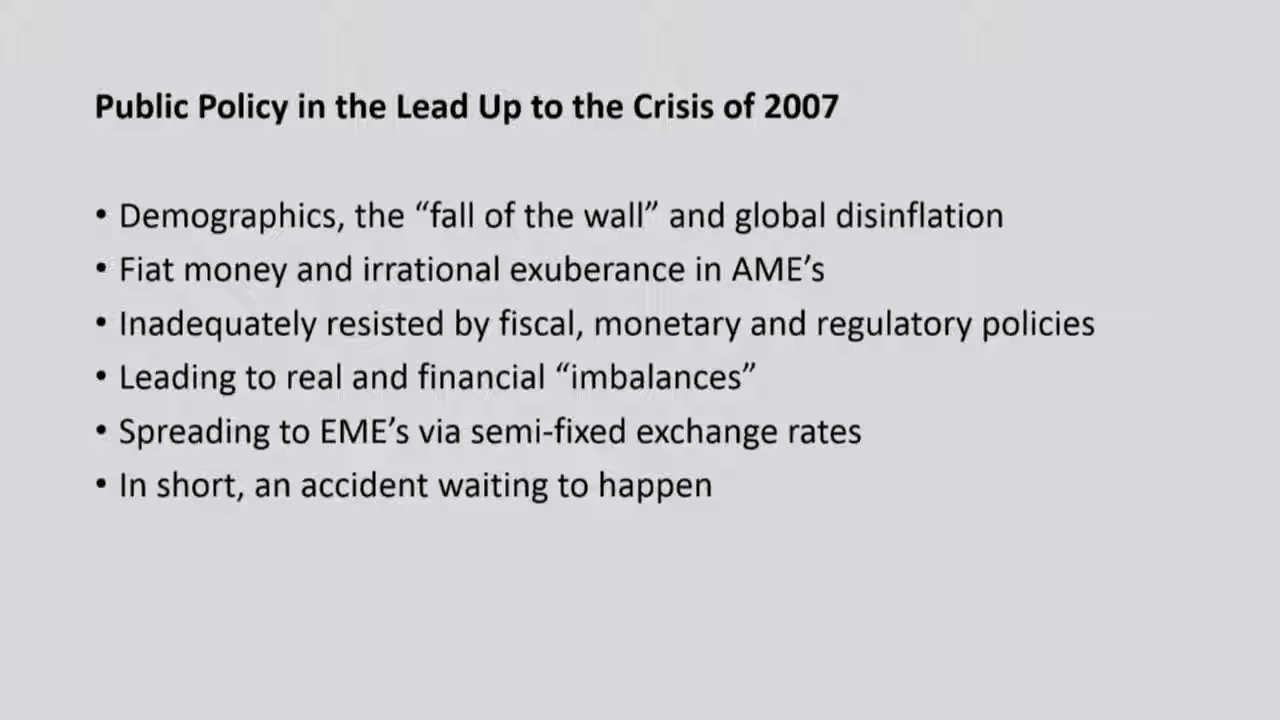 Public Policy in the Lead Up to the Crisis of 2007
• Demographics, the “fall of the wall” and global disinflation
• Fiat money and irrational exuberance in AME’s
• Inadequately resisted by fiscal, monetary and regulatory policies
• Leading to real and financial “imbalances”
• Spreading to EME’s via semi-fixed exchange rates
• In short, an accident waiting to happen